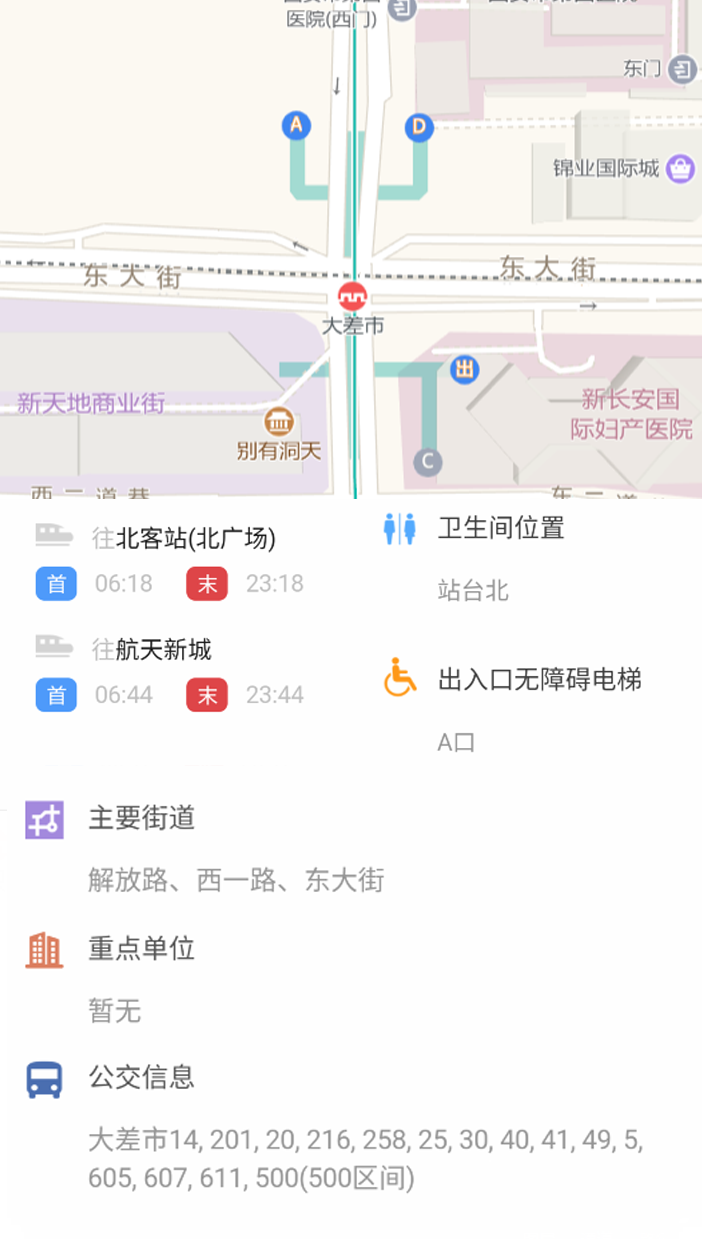 医院(西门)
东门
A
D
锦业国际城
东大街
东大街
大差市
出
新天地商业街
新长安国
际妇产医院
别有洞天
C
往北客站(北广场)
首 06:18 末 23:18
往航天新城
首 06:44 末 23:44
卫生间位置
站台北
出入口无障碍电梯
A口
主要街道
解放路、西一路、东大街
重点单位
暂无
公交信息
大差市14, 201, 20, 216, 258, 25, 30, 40, 41, 49, 5,
605, 607, 611, 500(500区间)